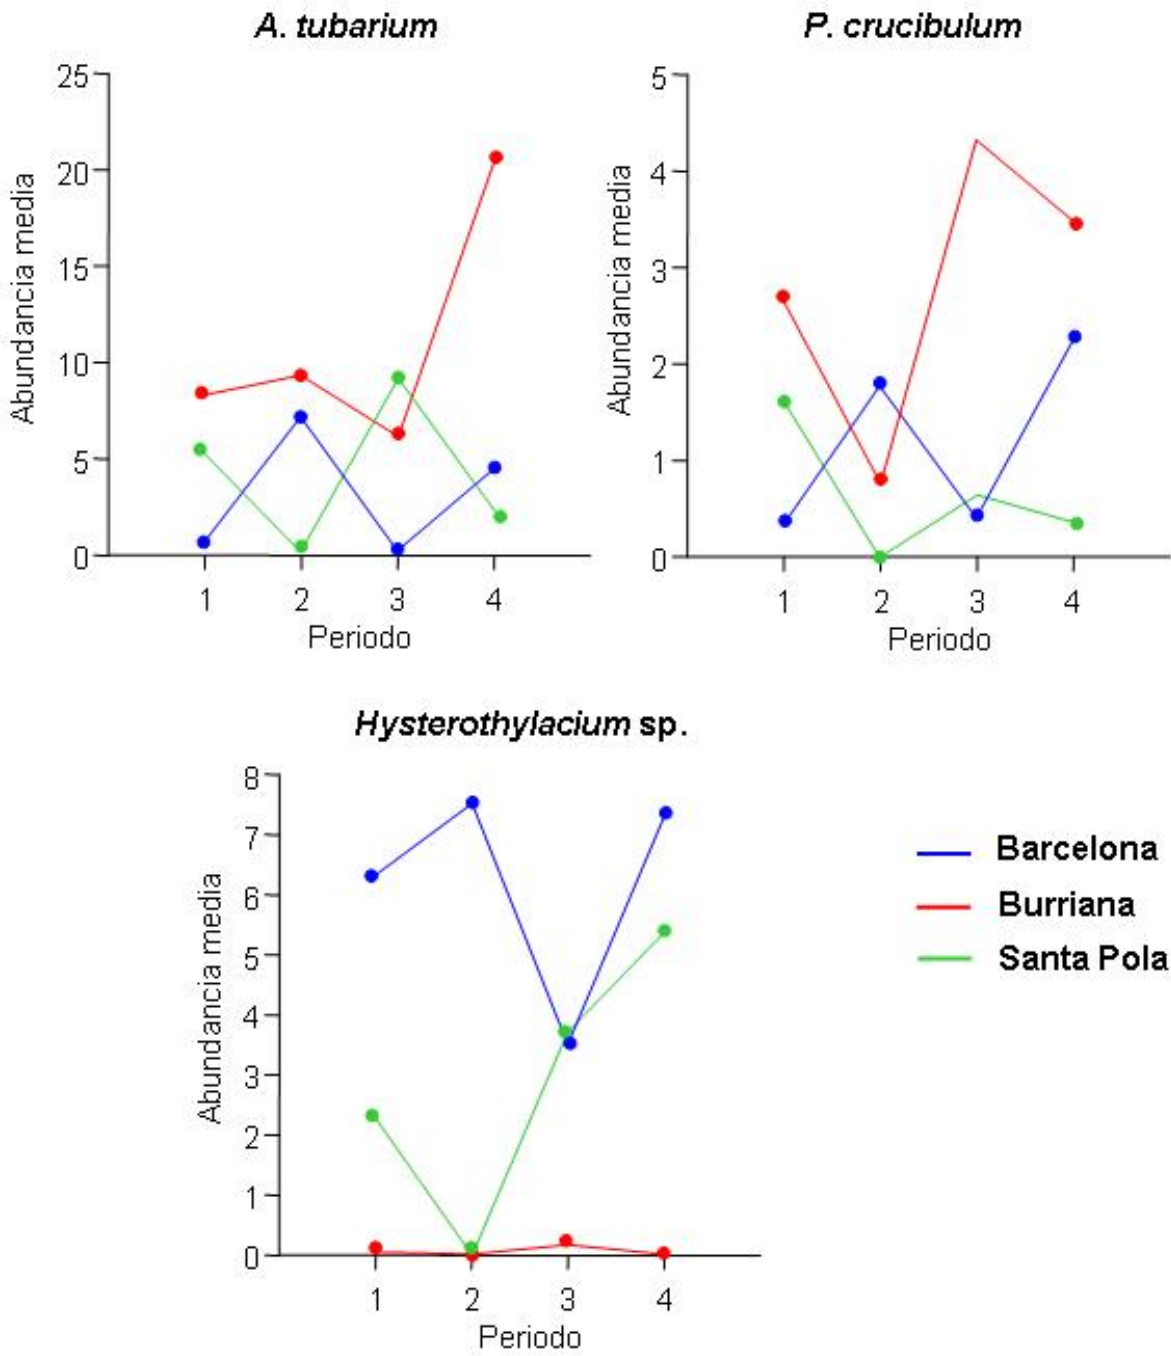 A. tubarium
Abundancia media
25
20
15
10
5
0
1 2 3 4
Periodo
P. crucibulum
Abundancia media
5
4
3
2
1
0
1 2 3 4
Periodo
Hysterothylacium sp.
Abundancia media
8
7
6
5
4
3
2
1
0
1 2 3 4
Periodo
Barcelona
Burriana
Santa Pola